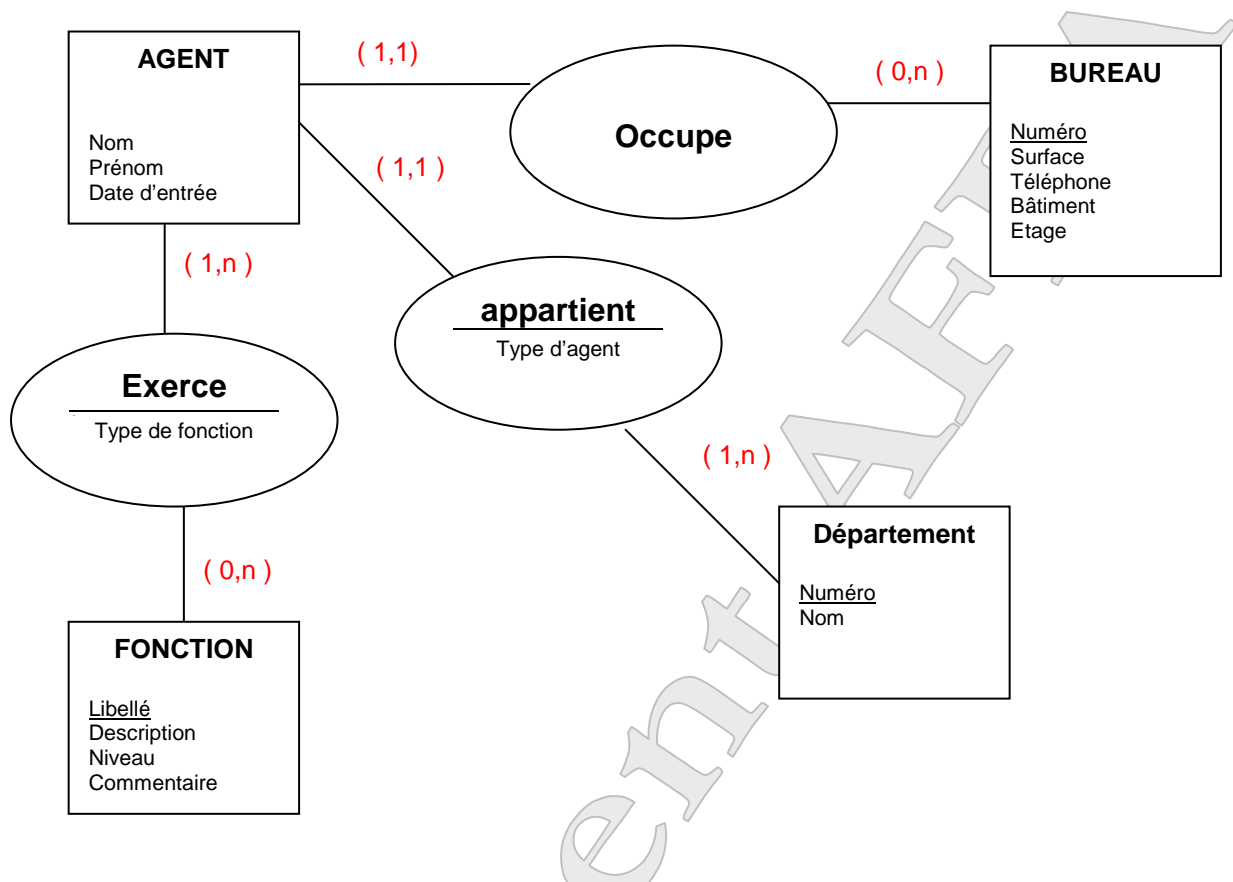 AGENT
Nom
Prénom
Date d'entrée
( 1,1)
Occupe
( 0,n )
BUREAU
Numéro
Surface
Téléphone
Bâtiment
Etage
( 1,1 )
( 1,n )
appartient
Type d'agent
Exerce
Type de fonction
( 1,n )
Département
Numéro
Nom
( 0,n )
FONCTION
Libellé
Description
Niveau
Commentaire